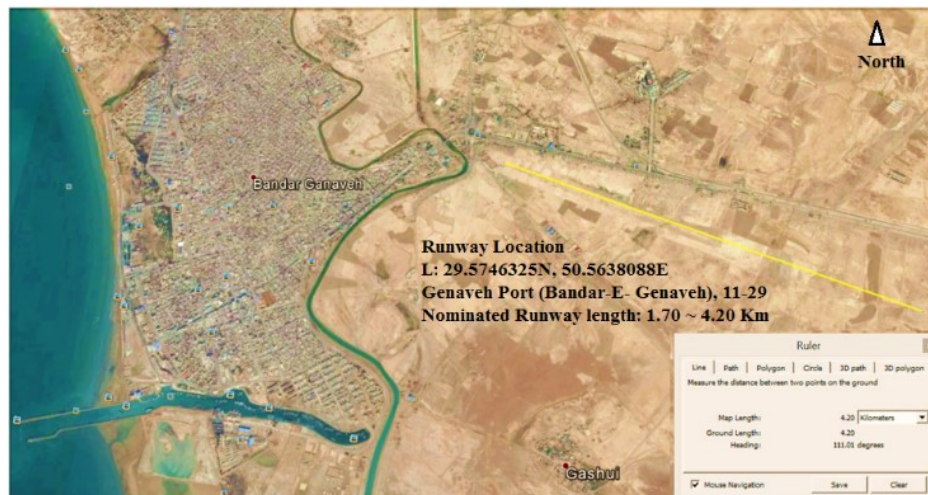 North
Bandar Ganaveh
Runway Location
L: 29.5746325N, 50.5638088E
Genaveh Port (Bandar-E- Genaveh), 11-29
Nominated Runway length: 1.70 ~ 4.20 Km
Gashui
Ruler
Line Path Polygon Circle 3D path 3D polygon
Measure the distance between two points on the ground
Map Length: 4.20 Kilometers
Ground Length: 4.20
Heading: 111.01 degrees
Mouse Navigation Save Clear